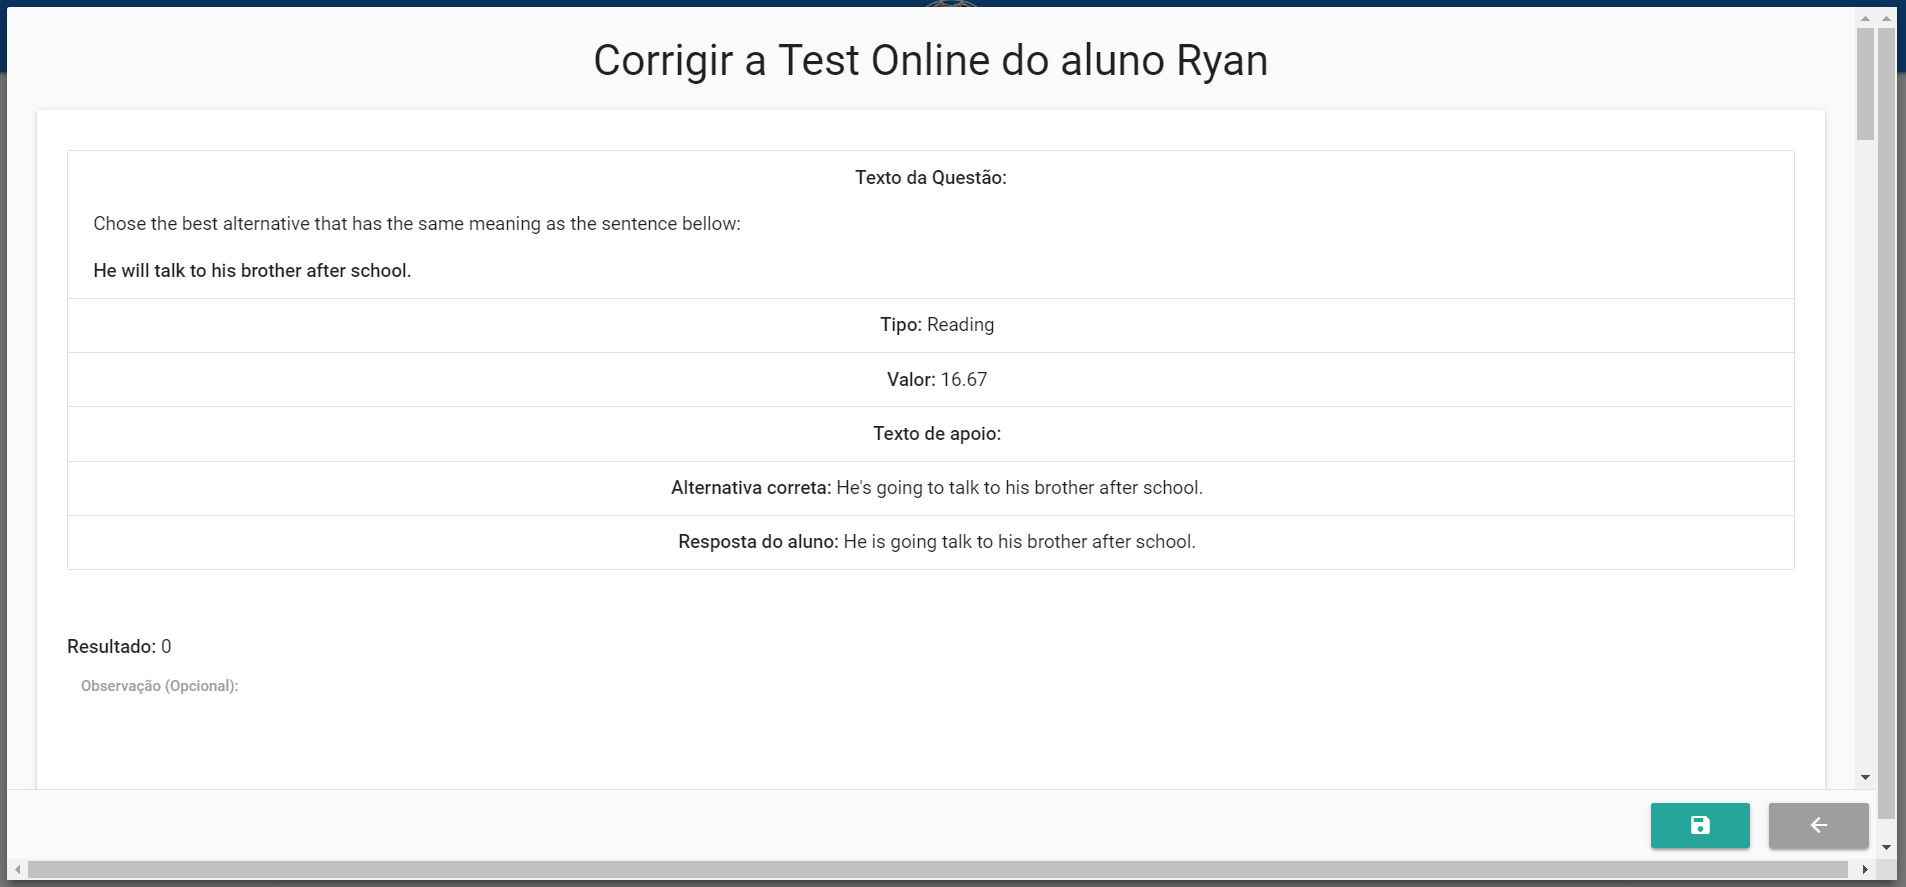 Corrigir a Test Online do aluno Ryan
Texto da Questão:
Chose the best alternative that has the same meaning as the sentence bellow:
He will talk to his brother after school.
Tipo: Reading
Valor: 16.67
Texto de apoio:
Alternativa correta: He's going to talk to his brother after school.
Resposta do aluno: He is going talk to his brother after school.
Resultado: 0
Observação (Opcional):